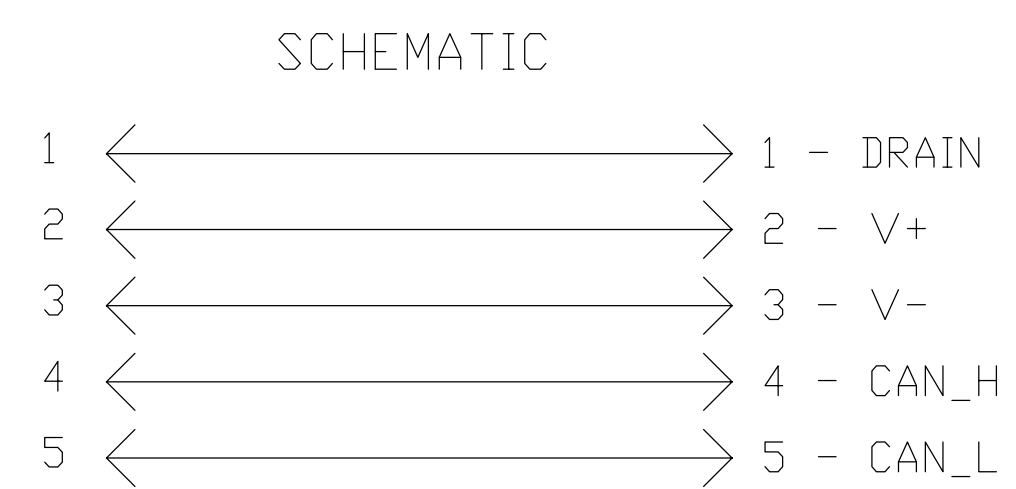 SCHEMATIC
1 1 - DRAIN
2 2 - V+
3 3 - V-
4 4 - CAN_H
5 5 - CAN_L